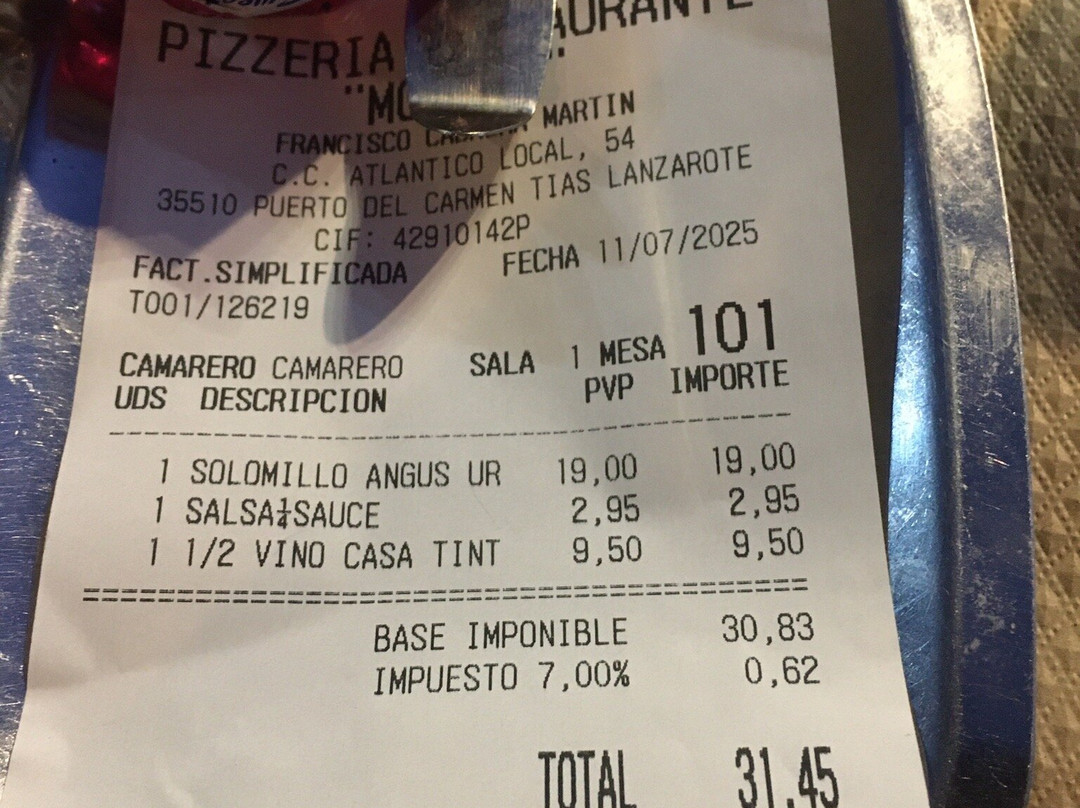 PIZZERIA
"MO
FRANCISCO MARTIN
C.C. ATLANTICO LOCAL, 54
35510 PUERTO DEL CARMEN TIAS LANZAROTE
CIF: 42910142P
FACT.SIMPLIFICADA FECHA 11/07/2025
T001/126219
CAMARERO CAMARERO SALA 1 MESA 101
UDS DESCRIPCION PVP IMPORTE
1 SOLOMILLO ANGUS UR 19,00 19,00
1 SALSA‡SAUCE 2,95 2,95
1 1/2 VINO CASA TINT 9,50 9,50
BASE IMPONIBLE 30,83
IMPUESTO 7,00% 0,62
TOTAL 31,45